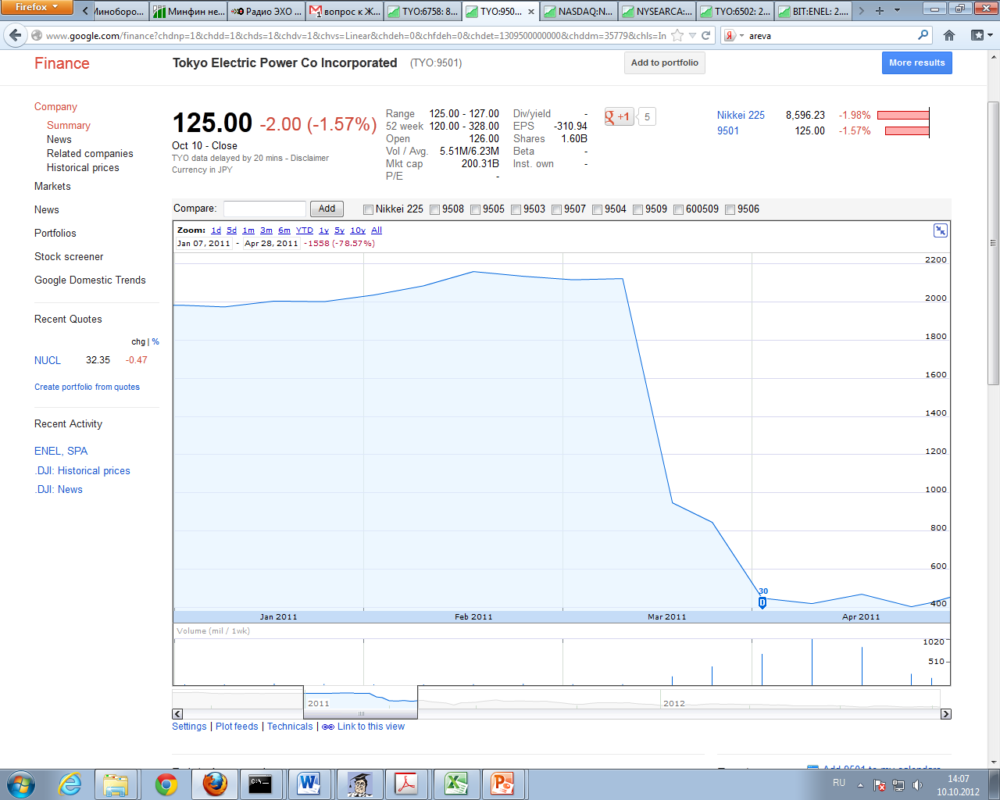 Firefox
Миноборо...
Минфин не...
Радио ЭХО ...
вопрос к Ж...
TYO:6758: 8...
TYO:950...
NASDAQ:N...
NYSEARCA:...
TYO:6502: 2...
BIT:ENEL: 2....
www.google.com/finance?chdnp=1&chdd=1&chds=1&chdv=1&chvs=Linear&chdeh=0&chfdeh=0&chdet=1309500000000&chddm=35779&chls=In
areva
Finance
Tokyo Electric Power Co Incorporated (TYO:9501)
Add to portfolio
More results
Company
Summary
News
Related companies
Historical prices
Markets
News
Portfolios
Stock screener
Google Domestic Trends
Recent Quotes
chg | %
NUCL 32.35 -0.47
Create portfolio from quotes
Recent Activity
ENEL, SPA
.DJI: Historical prices
.DJI: News
125.00 -2.00 (-1.57%)
Oct 10 - Close
TYO data delayed by 20 mins - Disclaimer
Currency in JPY
Range 125.00 - 127.00
52 week 120.00 - 328.00
Open 126.00
Vol / Avg. 5.51M/6.23M
Mkt cap 200.31B
P/E -
Div/yield -
EPS -310.94
Shares 1.60B
Beta -
Inst. own -
g +1 5
Nikkei 225 8,596.23 -1.98%
9501 125.00 -1.57%
Compare: Add Nikkei 225 9508 9505 9503 9507 9504 9509 600509 9506
Zoom: 1d 5d 1m 3m 6m YTD 1y 5y 10y All
Jan 07, 2011 - Apr 28, 2011 -1558 (-78.57%)
2200
2000
1800
1600
1400
1200
1000
800
600
400
30
D
Jan 2011 Feb 2011 Mar 2011 Apr 2011
Volume (mil / 1wk)
1020
510
2011 2012
Settings | Plot feeds | Technicals | Link to this view
RU
14:07
10.10.2012